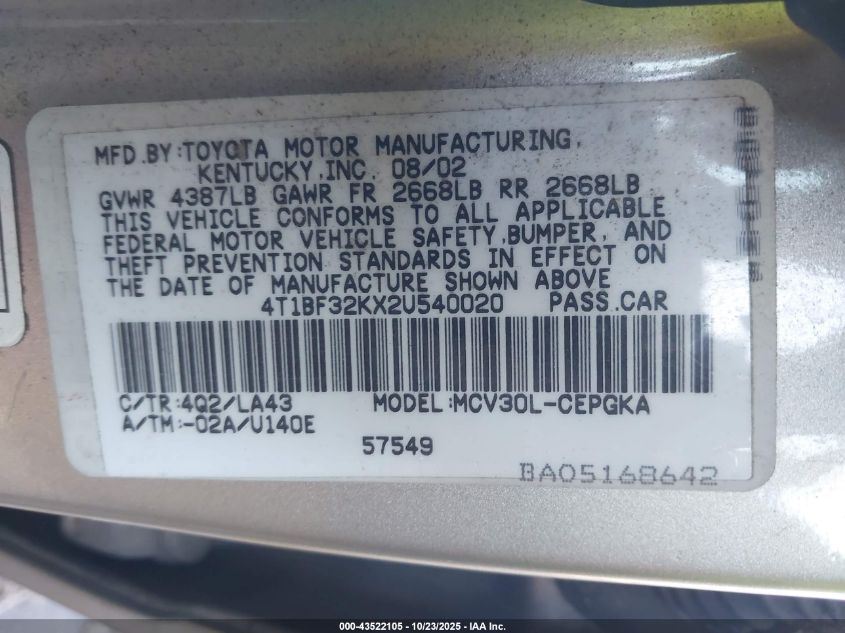 MFD.BY:TOYOTA MOTOR MANUFACTURING,
KENTUCKY,INC. 08/02
GVWR 4387LB GAWR FR 2668LB RR 2668LB
THIS VEHICLE CONFORMS TO ALL APPLICABLE
FEDERAL MOTOR VEHICLE SAFETY,BUMPER, AND
THEFT PREVENTION STANDARDS IN EFFECT ON
THE DATE OF MANUFACTURE SHOWN ABOVE
4T1BF32KX2U540020 PASS.CAR
C/TR:4Q2/LA43 MODEL:MCV30L-CEPGKA
A/TM:-02A/U140E
57549
BA05168642
000-43522105 - 10/23/2025 - IAA Inc.